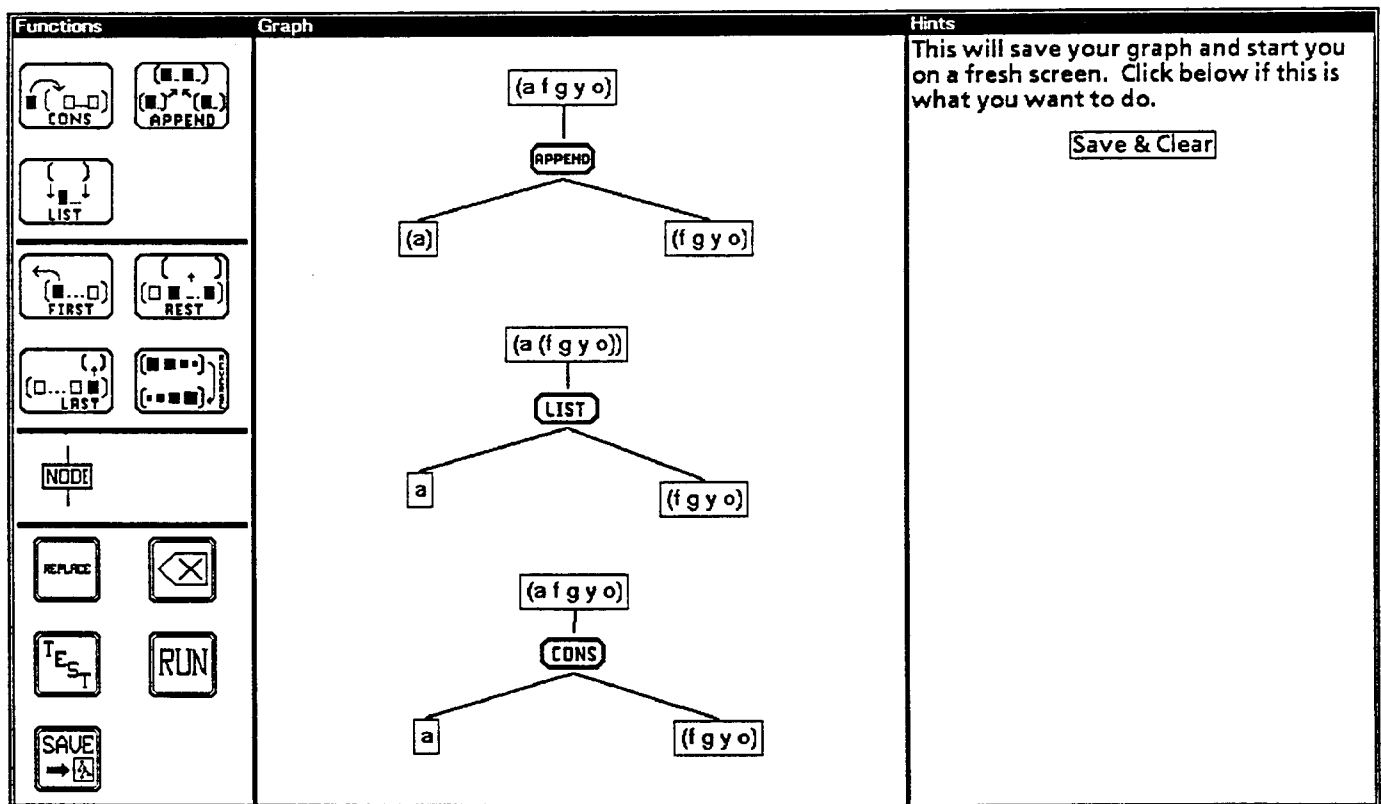 Functions
Graph
Hints
CONS
APPEND
LIST
FIRST
REST
LAST
NODE
REPLACE
TEST
RUN
SAVE
(a f g y o)
APPEND
(a)
(f g y o)
(a (f g y o))
LIST
a
(f g y o)
(a f g y o)
CONS
a
(f g y o)
This will save your graph and start you
on a fresh screen. Click below if this is
what you want to do.
Save & Clear